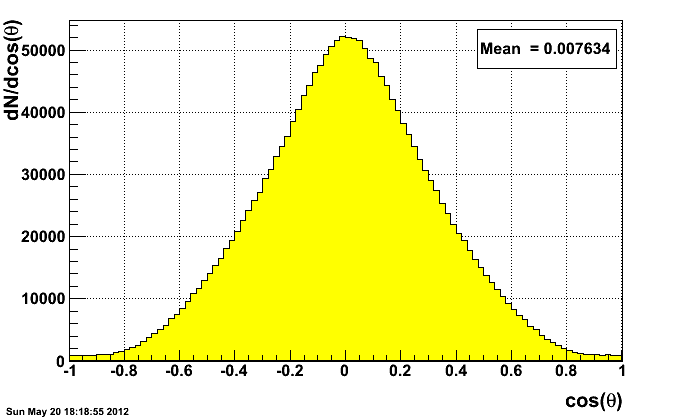 dN/dcos(θ)
Mean = 0.007634
50000
40000
30000
20000
10000
0
-1 -0.8 -0.6 -0.4 -0.2 0 0.2 0.4 0.6 0.8 1
cos(θ)
Sun May 20 18:18:55 2012